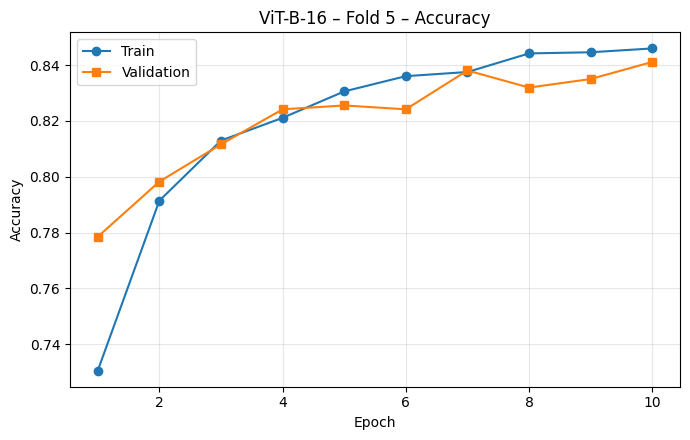 ViT-B-16 – Fold 5 – Accuracy
Train
Validation
0.84
0.82
0.80
0.78
0.76
0.74
Accuracy
2
4
6
8
10
Epoch